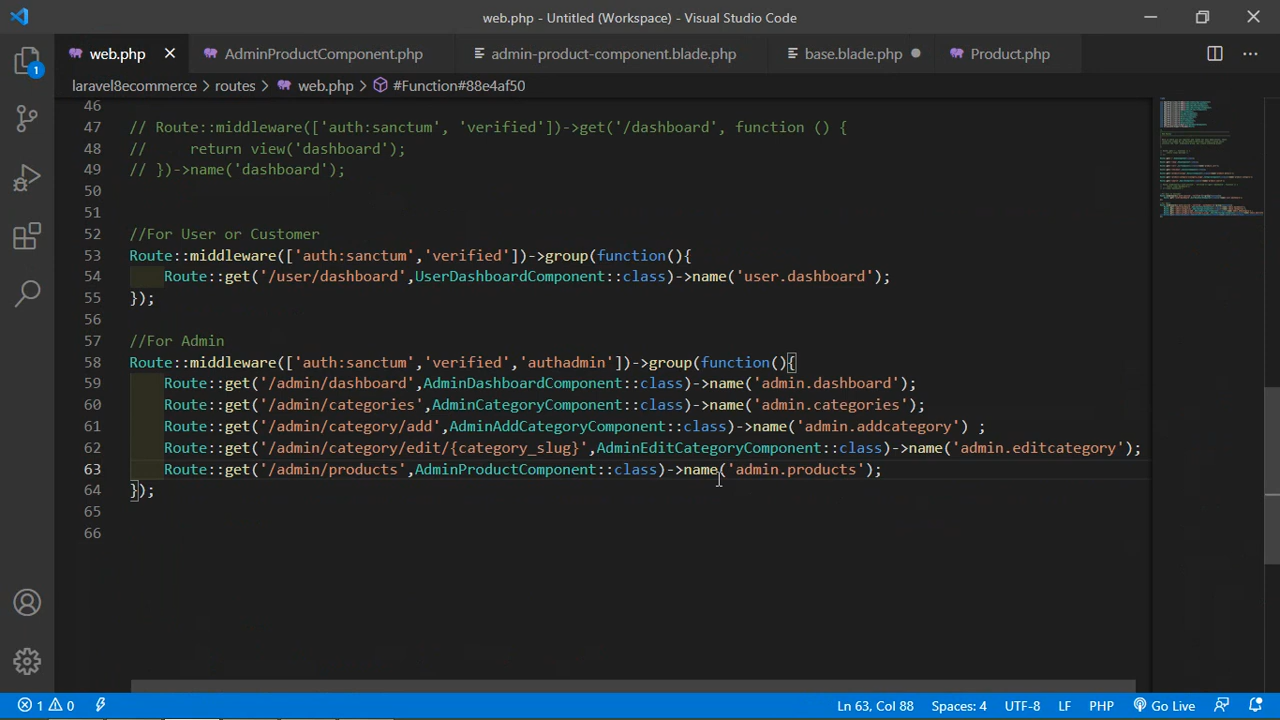 web.php - Untitled (Workspace) - Visual Studio Code
web.php AdminProductComponent.php admin-product-component.blade.php base.blade.php Product.php
1
laravel8ecommerce > routes > web.php > #Function#88e4af50
46
47 // Route::middleware(['auth:sanctum', 'verified'])->get('/dashboard', function () {
48 //     return view('dashboard');
49 // })->name('dashboard');
50
51
52 //For User or Customer
53 Route::middleware(['auth:sanctum','verified'])->group(function(){
54     Route::get('/user/dashboard',UserDashboardComponent::class)->name('user.dashboard');
55 });
56
57 //For Admin
58 Route::middleware(['auth:sanctum','verified','authadmin'])->group(function(){
59     Route::get('/admin/dashboard',AdminDashboardComponent::class)->name('admin.dashboard');
60     Route::get('/admin/categories',AdminCategoryComponent::class)->name('admin.categories');
61     Route::get('/admin/category/add',AdminAddCategoryComponent::class)->name('admin.addcategory') ;
62     Route::get('/admin/category/edit/{category_slug}',AdminEditCategoryComponent::class)->name('admin.editcategory');
63     Route::get('/admin/products',AdminProductComponent::class)->name('admin.products');
64 });
65
66
1 0 Ln 63, Col 88 Spaces: 4 UTF-8 LF PHP Go Live